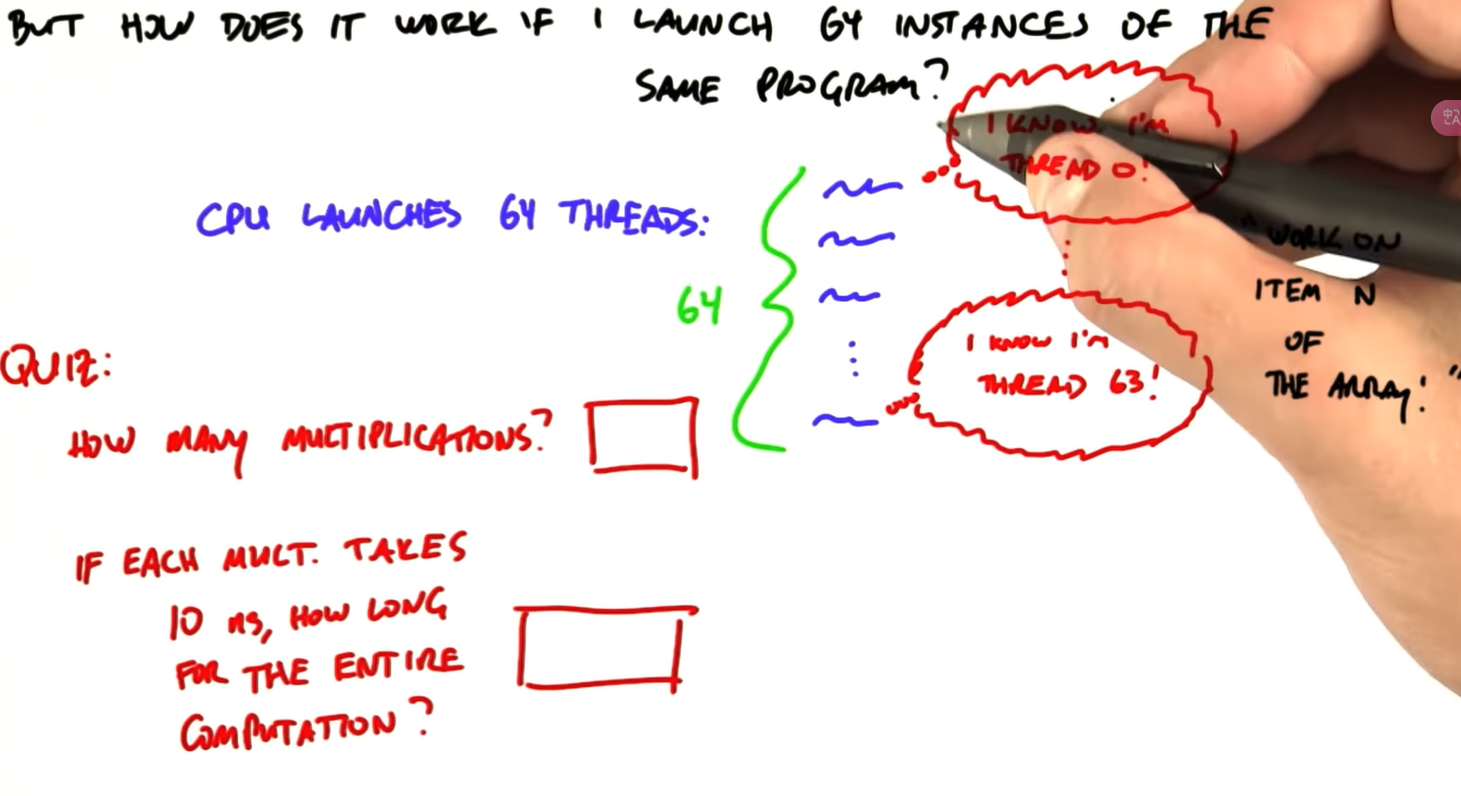 BUT HOW DOES IT WORK IF I LAUNCH 64 INSTANCES OF THE
SAME PROGRAM?
I KNOW I'M
THREAD 0!
CPU LAUNCHES 64 THREADS:
"WORK ON
ITEM N
OF
THE ARRAY!"
64
I KNOW I'M
THREAD 63!
QUIZ:
HOW MANY MULTIPLICATIONS?
IF EACH MULT. TAKES
10 ns, HOW LONG
FOR THE ENTIRE
COMPUTATION?